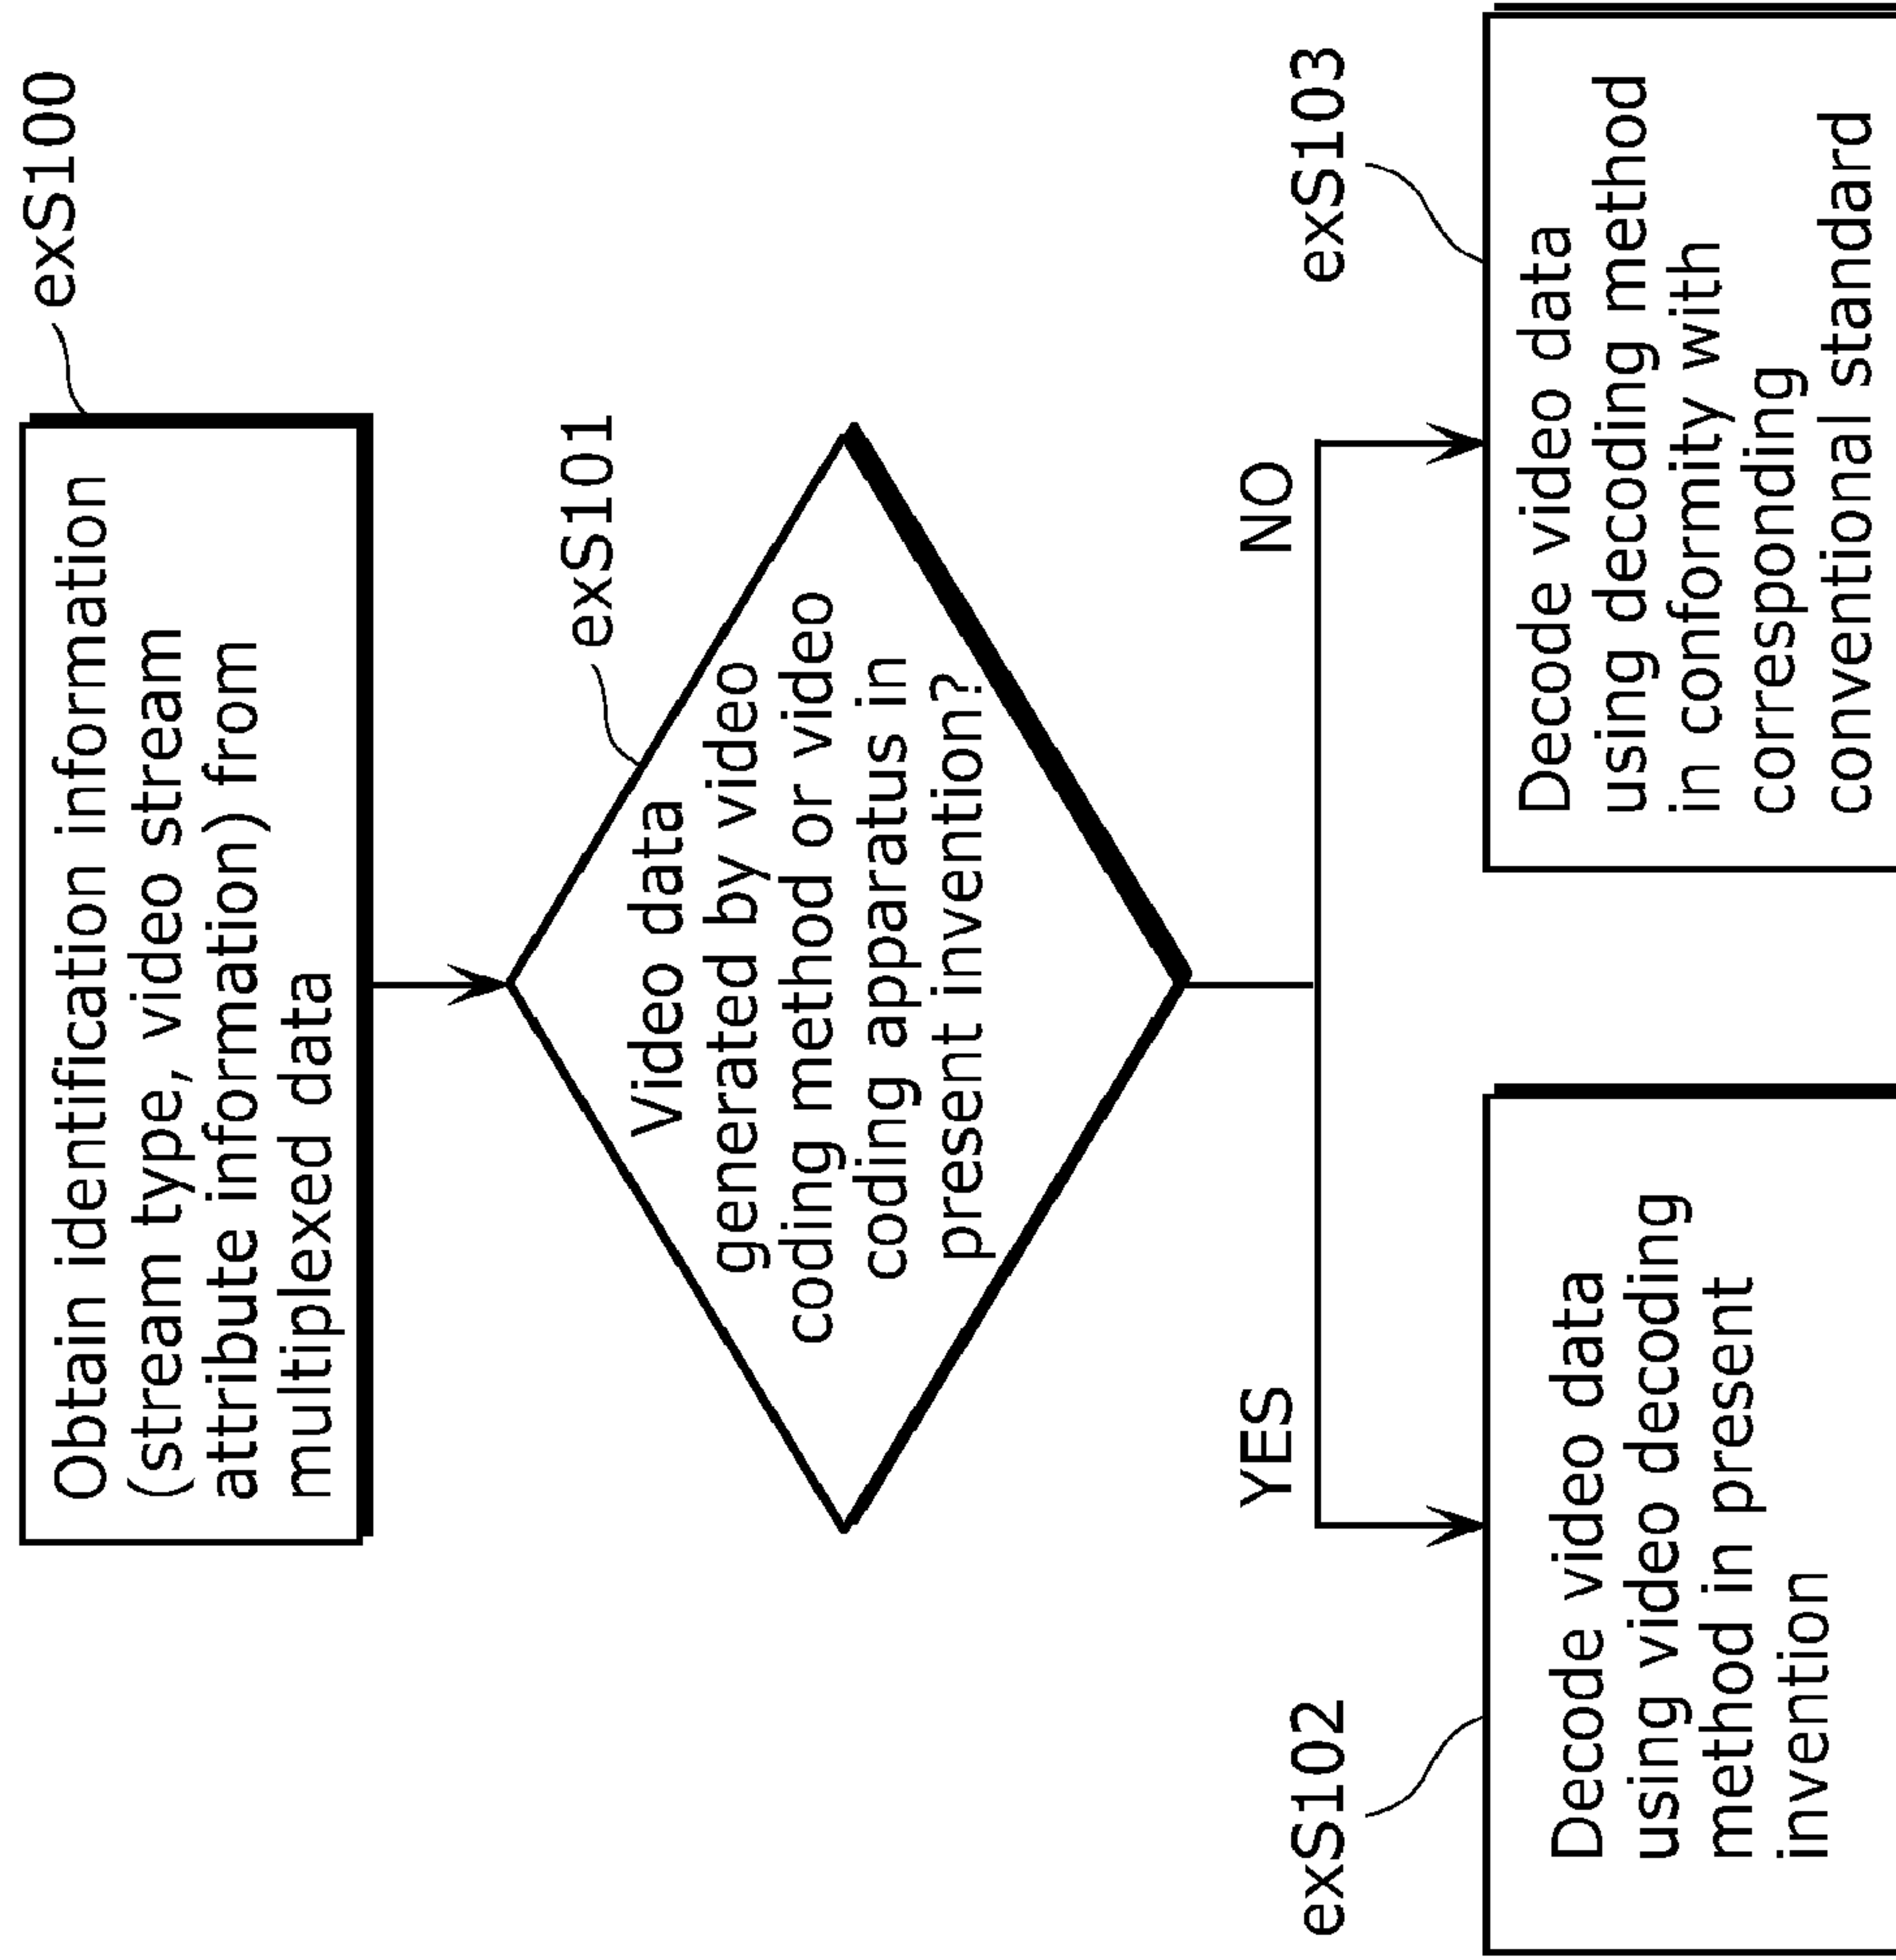 exS100
Obtain identification information
(stream type, video stream
attribute information) from
multiplexed data
exS101
Video data
generated by video
coding method or video
coding apparatus in
present invention?
YES
NO
exS102
Decode video data
using video decoding
method in present
invention
exS103
Decode video data
using decoding method
in conformity with
corresponding
conventional standard